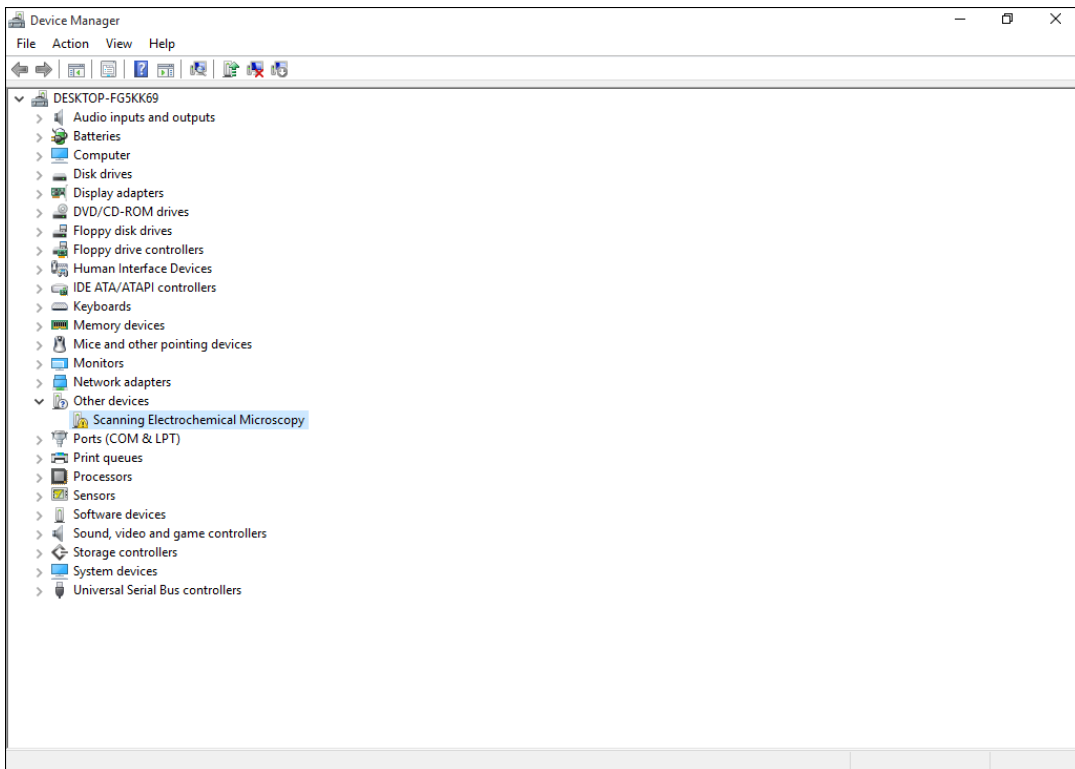 Device Manager
File Action View Help
DESKTOP-FG5KK69
Audio inputs and outputs
Batteries
Computer
Disk drives
Display adapters
DVD/CD-ROM drives
Floppy disk drives
Floppy drive controllers
Human Interface Devices
IDE ATA/ATAPI controllers
Keyboards
Memory devices
Mice and other pointing devices
Monitors
Network adapters
Other devices
Scanning Electrochemical Microscopy
Ports (COM & LPT)
Print queues
Processors
Sensors
Software devices
Sound, video and game controllers
Storage controllers
System devices
Universal Serial Bus controllers